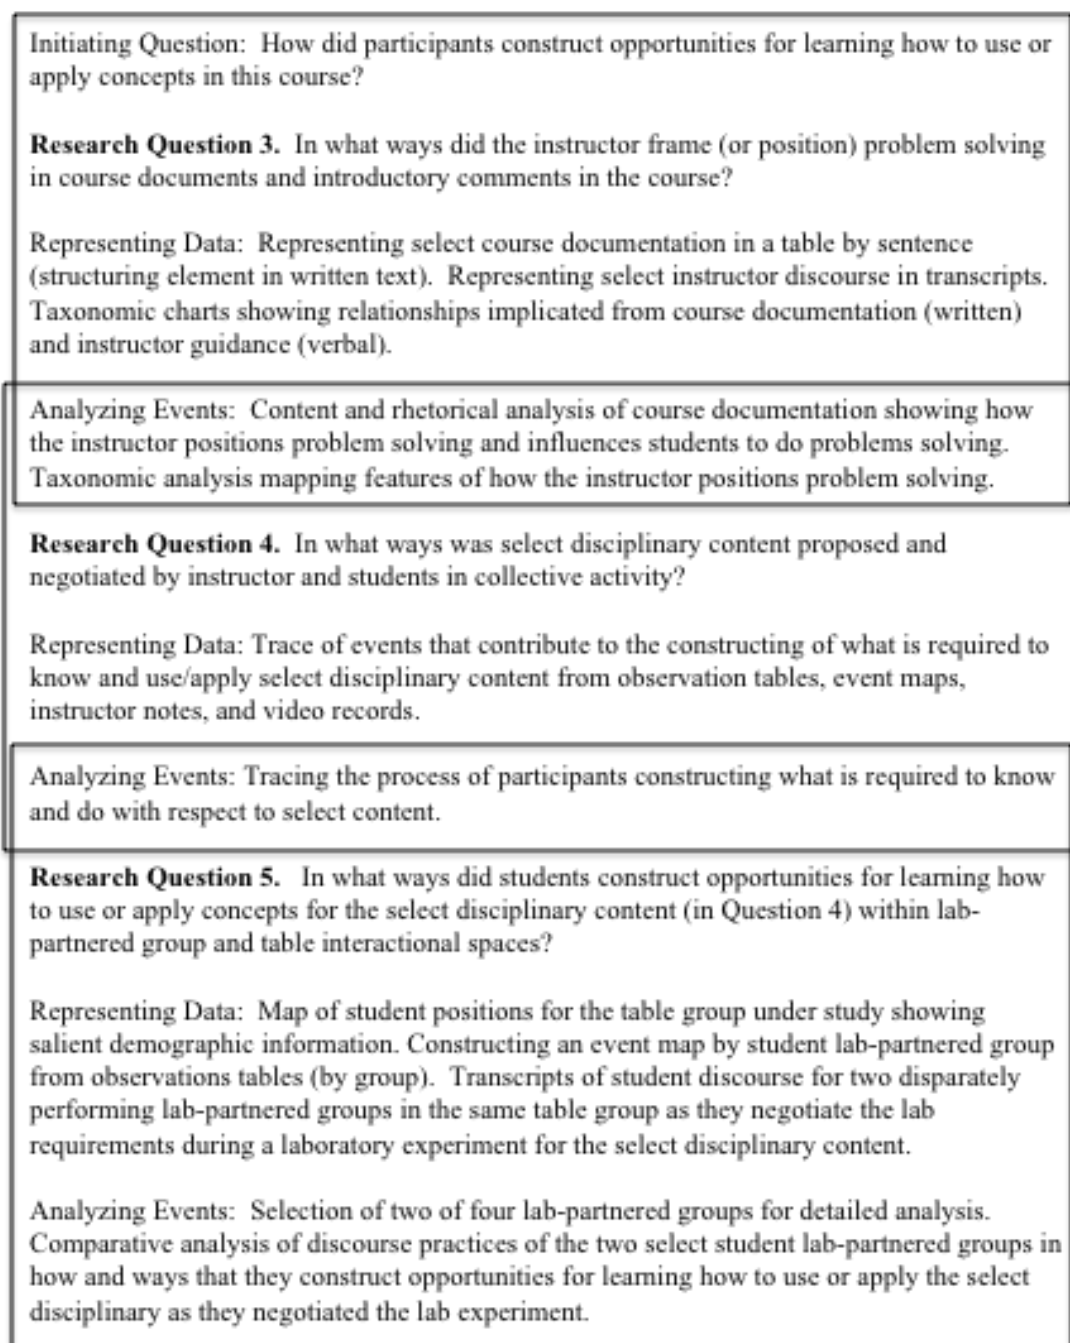 Initiating Question:  How did participants construct opportunities for learning how to use or
apply concepts in this course?
Research Question 3.  In what ways did the instructor frame (or position) problem solving
in course documents and introductory comments in the course?
Representing Data:  Representing select course documentation in a table by sentence
(structuring element in written text).  Representing select instructor discourse in transcripts.
Taxonomic charts showing relationships implicated from course documentation (written)
and instructor guidance (verbal).
Analyzing Events:  Content and rhetorical analysis of course documentation showing how
the instructor positions problem solving and influences students to do problems solving.
Taxonomic analysis mapping features of how the instructor positions problem solving.
Research Question 4.  In what ways was select disciplinary content proposed and
negotiated by instructor and students in collective activity?
Representing Data: Trace of events that contribute to the constructing of what is required to
know and use/apply select disciplinary content from observation tables, event maps,
instructor notes, and video records.
Analyzing Events: Tracing the process of participants constructing what is required to know
and do with respect to select content.
Research Question 5.   In what ways did students construct opportunities for learning how
to use or apply concepts for the select disciplinary content (in Question 4) within lab-
partnered group and table interactional spaces?
Representing Data:  Map of student positions for the table group under study showing
salient demographic information. Constructing an event map by student lab-partnered group
from observations tables (by group).  Transcripts of student discourse for two disparately
performing lab-partnered groups in the same table group as they negotiate the lab
requirements during a laboratory experiment for the select disciplinary content.
Analyzing Events:  Selection of two of four lab-partnered groups for detailed analysis.
Comparative analysis of discourse practices of the two select student lab-partnered groups in
how and ways that they construct opportunities for learning how to use or apply the select
disciplinary as they negotiated the lab experiment.